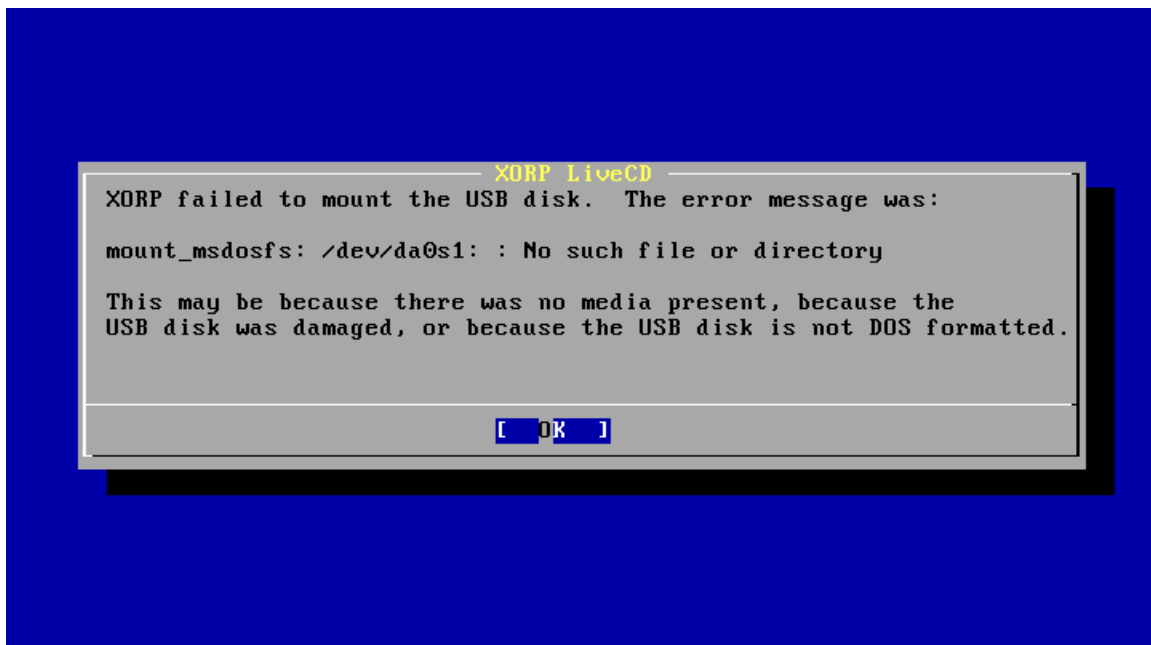 XORP LiveCD
XORP failed to mount the USB disk.  The error message was:
mount_msdosfs: /dev/da0s1: : No such file or directory
This may be because there was no media present, because the
USB disk was damaged, or because the USB disk is not DOS formatted.
[  OK  ]